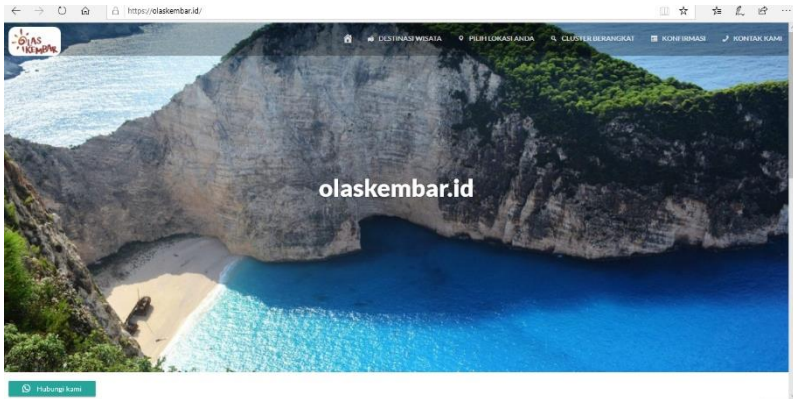 https://olaskembar.id/
OLAS
KEMBAR
DESTINASI WISATA
PILIH LOKASI ANDA
CLUSTER BERANGKAT
KONFIRMASI
KONTAK KAMI
olaskembar.id
Hubungi kami